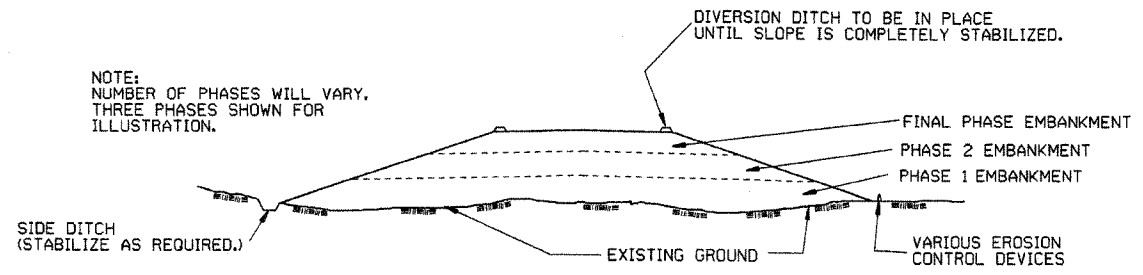 DIVERSION DITCH TO BE IN PLACE
UNTIL SLOPE IS COMPLETELY STABILIZED.
NOTE:
NUMBER OF PHASES WILL VARY.
THREE PHASES SHOWN FOR
ILLUSTRATION.
FINAL PHASE EMBANKMENT
PHASE 2 EMBANKMENT
PHASE 1 EMBANKMENT
SIDE DITCH
(STABILIZE AS REQUIRED.)
EXISTING GROUND
VARIOUS EROSION
CONTROL DEVICES